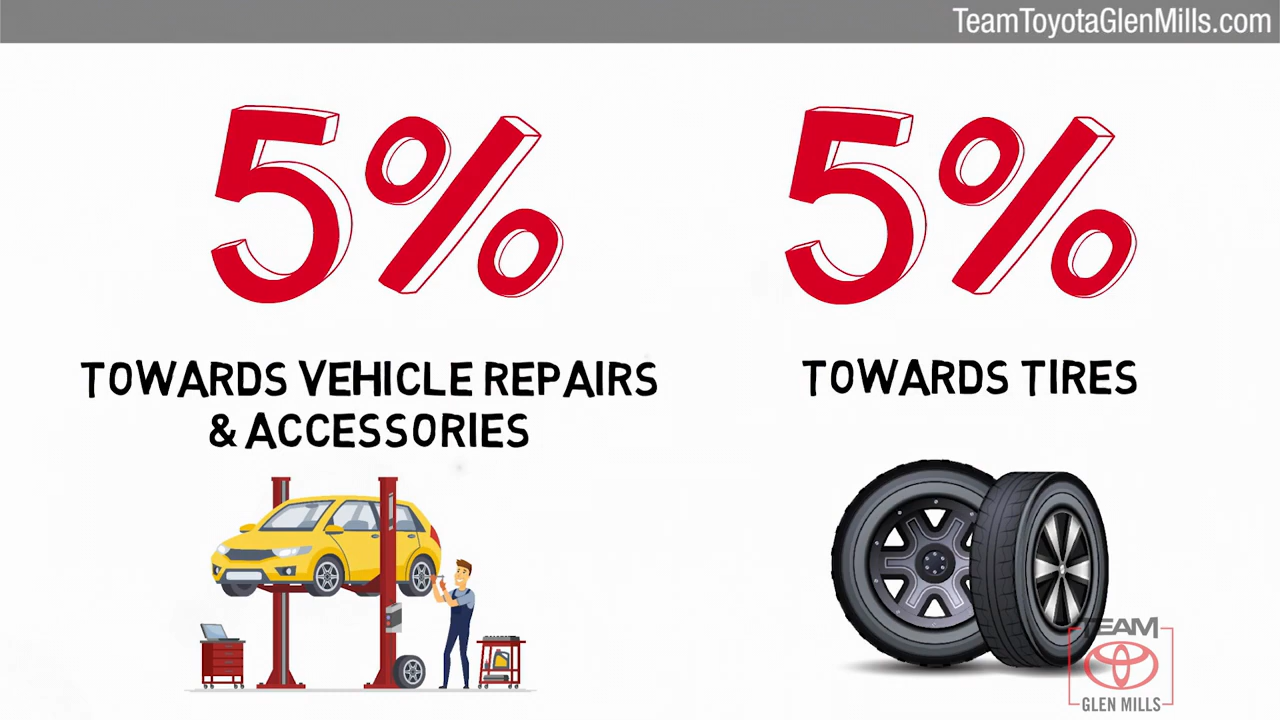 TeamToyotaGlenMills.com
5%
TOWARDS VEHICLE REPAIRS
& ACCESSORIES
5%
TOWARDS TIRES
TEAM
GLEN MILLS